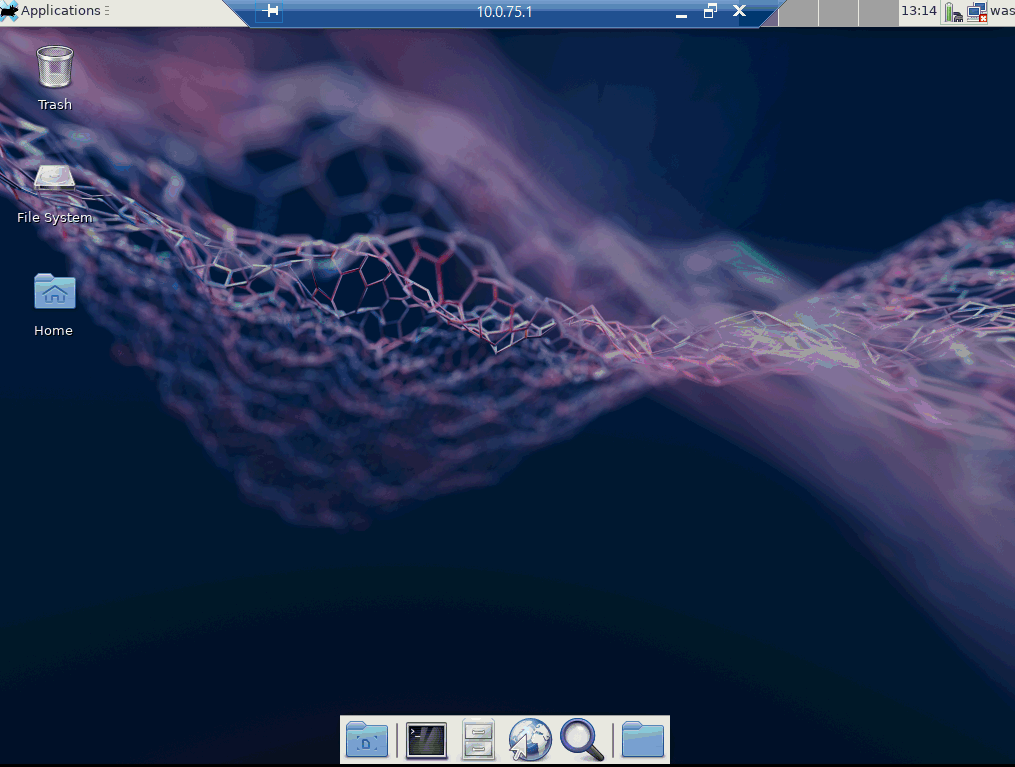 Applications
10.0.75.1
13:14
was
Trash
File System
Home
D